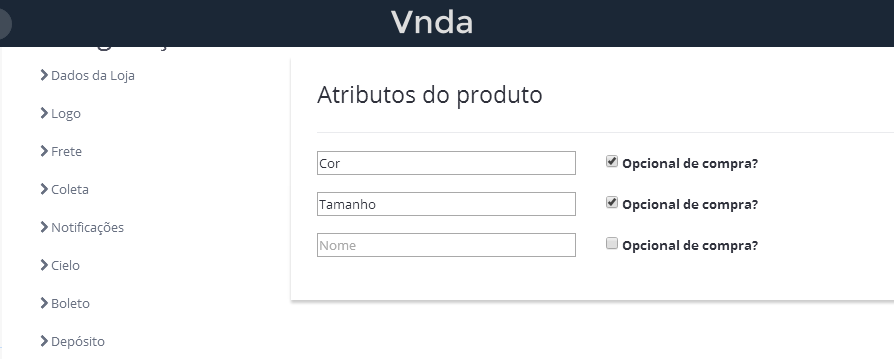 Vnda
Dados da Loja
Logo
Frete
Coleta
Notificações
Cielo
Boleto
Depósito
Atributos do produto
Cor
Opcional de compra?
Tamanho
Opcional de compra?
Nome
Opcional de compra?